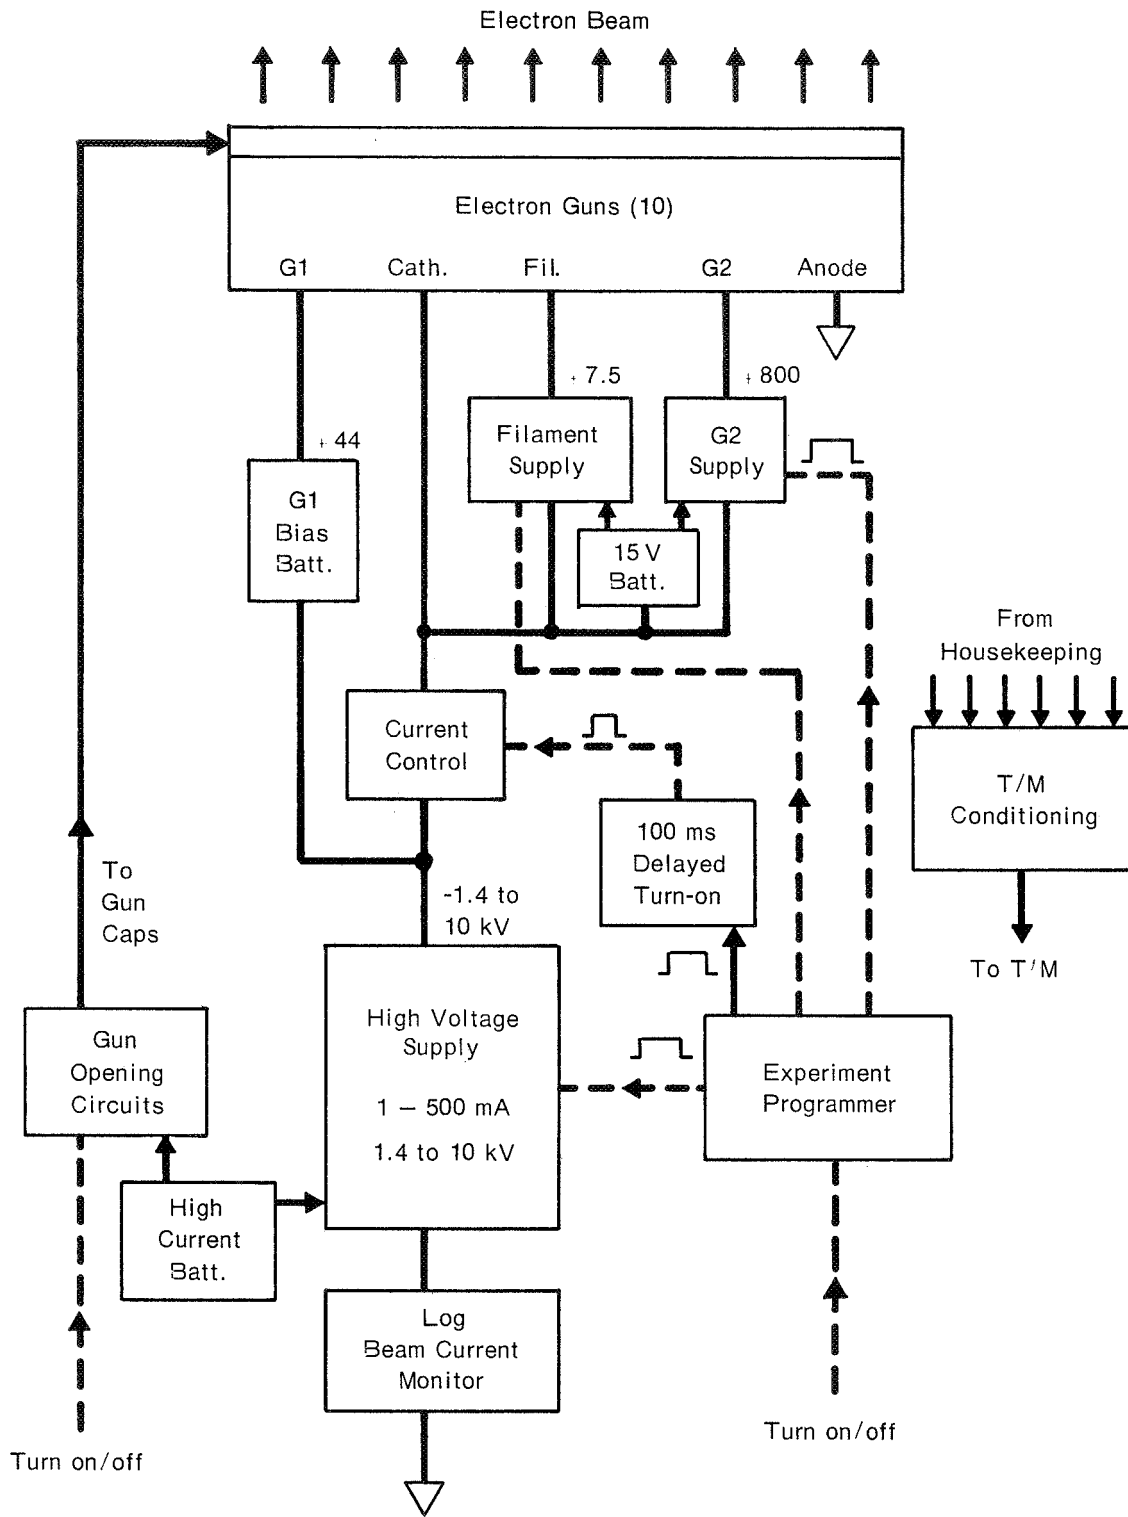 Electron Beam
Electron Guns (10)
G1
Cath.
Fil.
G2
Anode
+ 7.5
+ 800
Filament
Supply
G2
Supply
+ 44
G1
Bias
Batt.
15 V
Batt.
From
Housekeeping
Current
Control
T/M
Conditioning
100 ms
Delayed
Turn-on
To
Gun
Caps
-1.4 to
10 kV
To T/M
High Voltage
Supply
1 – 500 mA
1.4 to 10 kV
Gun
Opening
Circuits
Experiment
Programmer
High
Current
Batt.
Log
Beam Current
Monitor
Turn on/off
Turn on/off